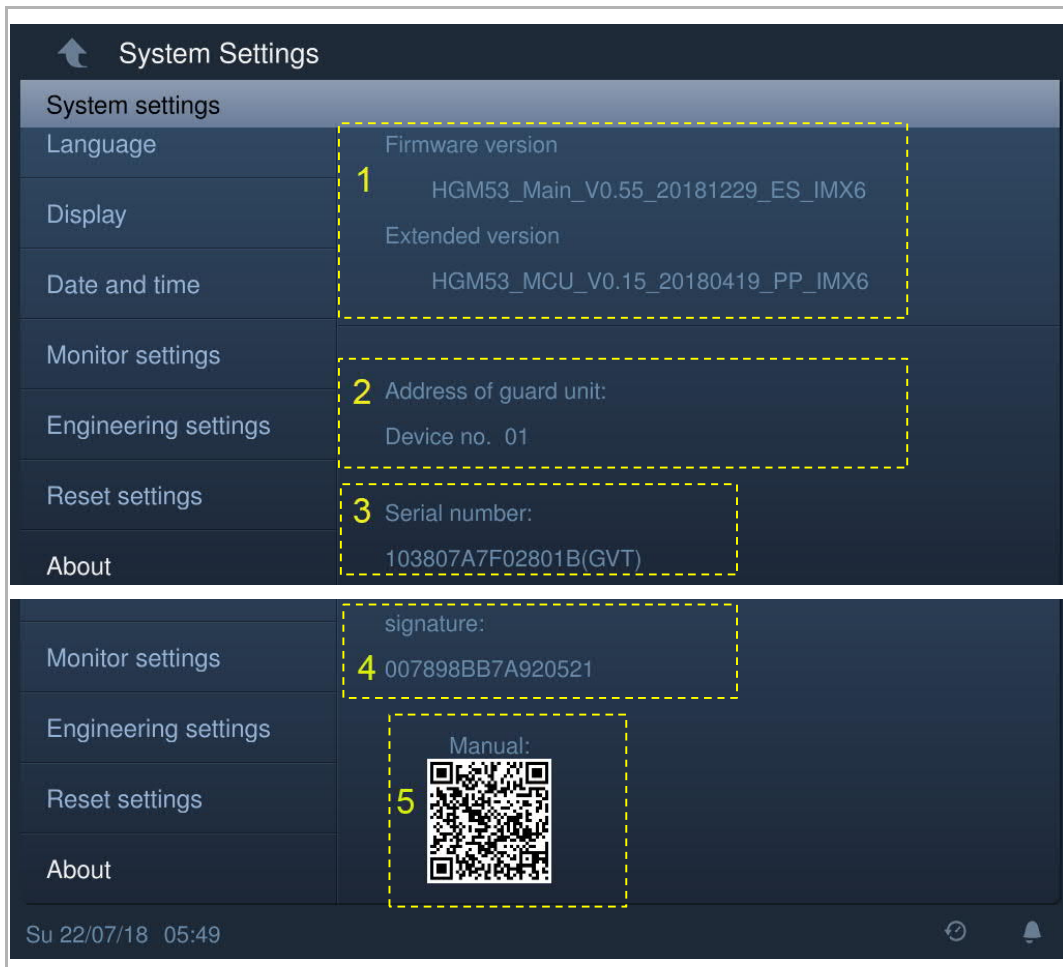 System Settings
System settings
Language
Display
Date and time
Monitor settings
Engineering settings
Reset settings
About
1
Firmware version
HGM53_Main_V0.55_20181229_ES_IMX6
Extended version
HGM53_MCU_V0.15_20180419_PP_IMX6
2
Address of guard unit:
Device no. 01
3
Serial number:
103807A7F02801B(GVT)
Monitor settings
Engineering settings
Reset settings
About
signature:
4
007898BB7A920521
Manual:
5
Su 22/07/18 05:49